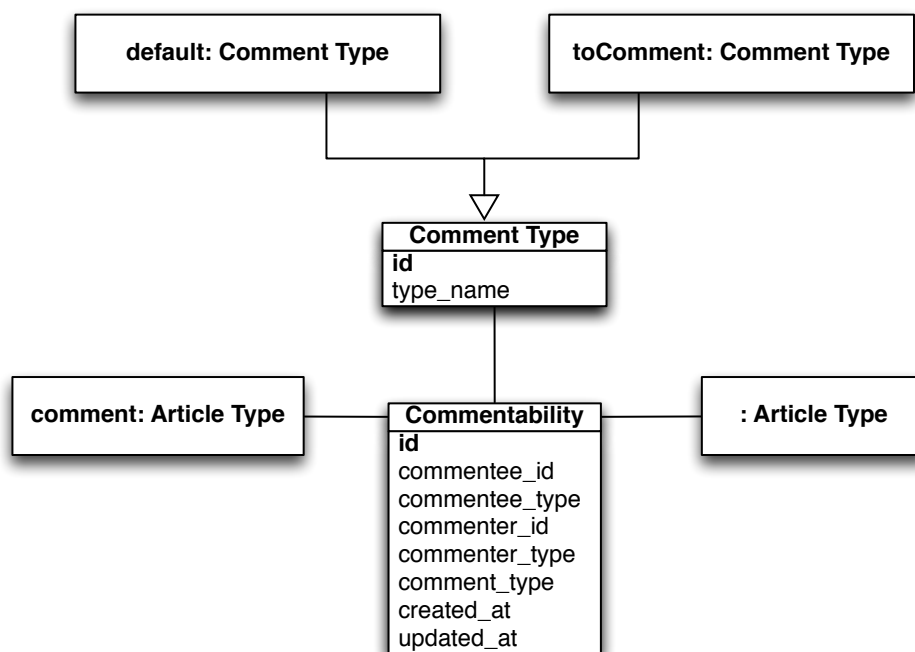 default: Comment Type
toComment: Comment Type
Comment Type
id
type_name
comment: Article Type
Commentability
: Article Type
id
commentee_id
commentee_type
commenter_id
commenter_type
comment_type
created_at
updated_at